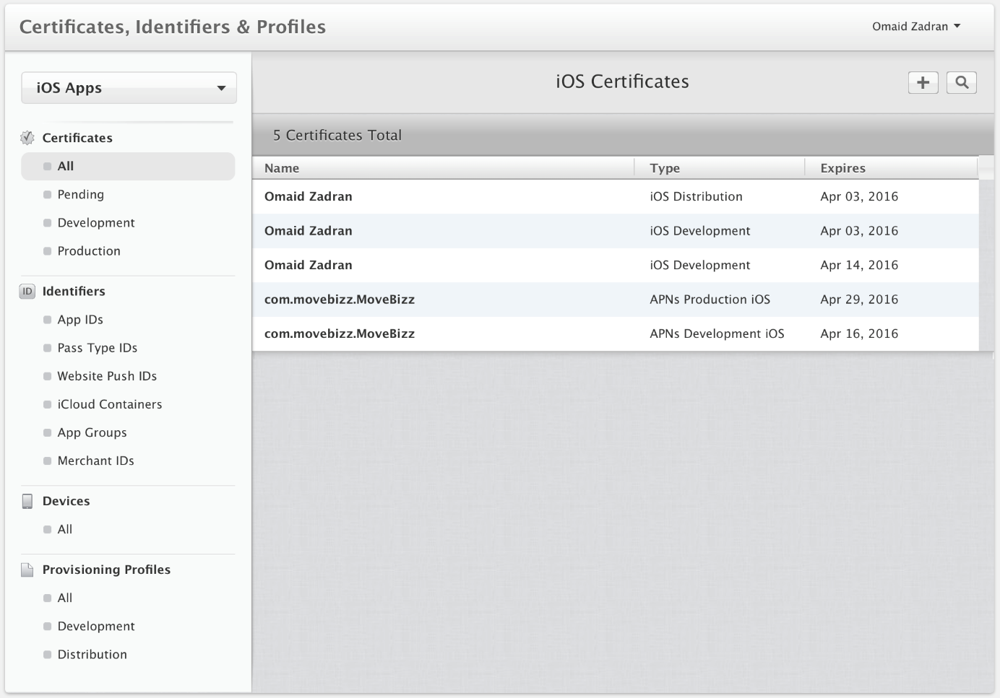 Certificates, Identifiers & Profiles
Omaid Zadran
iOS Apps
Certificates
All
Pending
Development
Production
ID Identifiers
App IDs
Pass Type IDs
Website Push IDs
iCloud Containers
App Groups
Merchant IDs
Devices
All
Provisioning Profiles
All
Development
Distribution
iOS Certificates
5 Certificates Total
Name Type Expires
Omaid Zadran iOS Distribution Apr 03, 2016
Omaid Zadran iOS Development Apr 03, 2016
Omaid Zadran iOS Development Apr 14, 2016
com.movebizz.MoveBizz APNs Production iOS Apr 29, 2016
com.movebizz.MoveBizz APNs Development iOS Apr 16, 2016